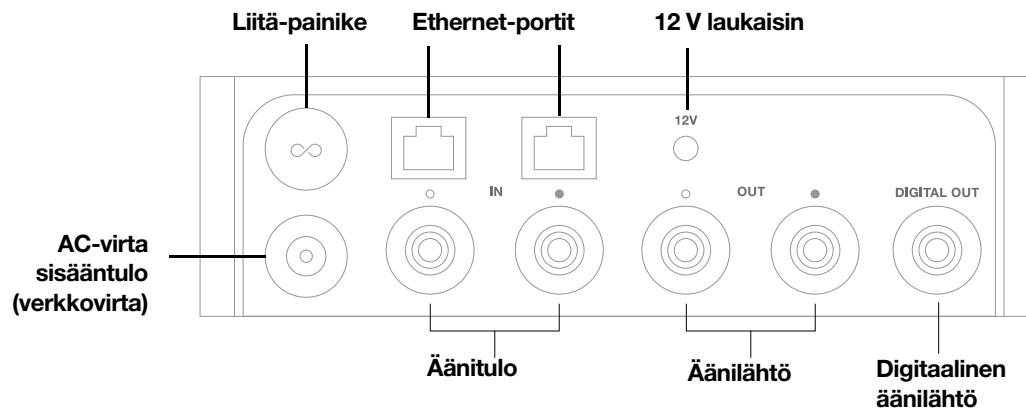 Liitä-painike
Ethernet-portit
12 V laukaisin
12V
IN
OUT
DIGITAL OUT
AC-virta
sisääntulo
(verkkovirta)
Äänitulo
Äänilähtö
Digitaalinen
äänilähtö